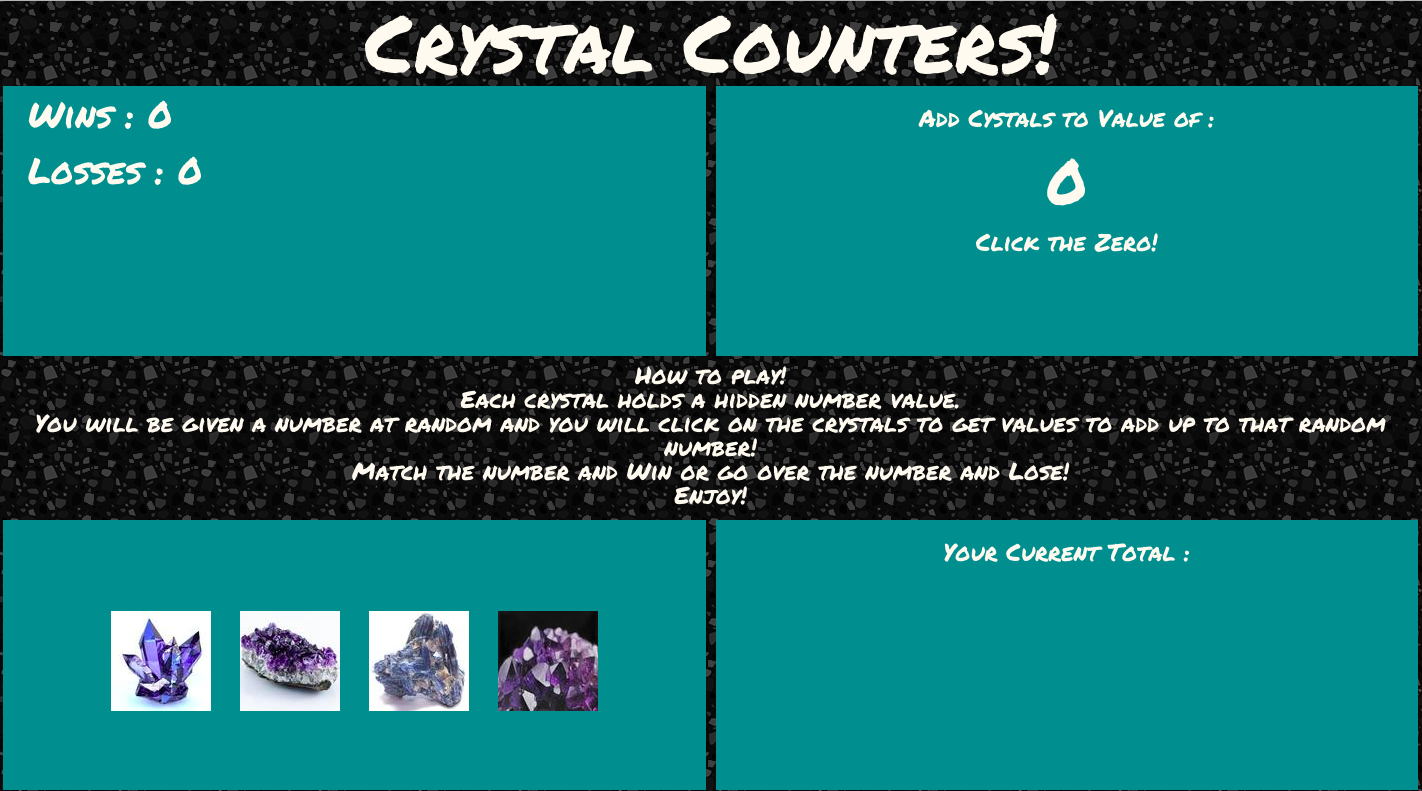 Crystal Counters!
Wins : 0
Losses : 0
Add Cystals to Value of :
0
Click the Zero!
How to play!
Each crystal holds a hidden number value.
You will be given a number at random and you will click on the crystals to get values to add up to that random
number!
Match the number and Win or go over the number and Lose!
Enjoy!
Your Current Total :